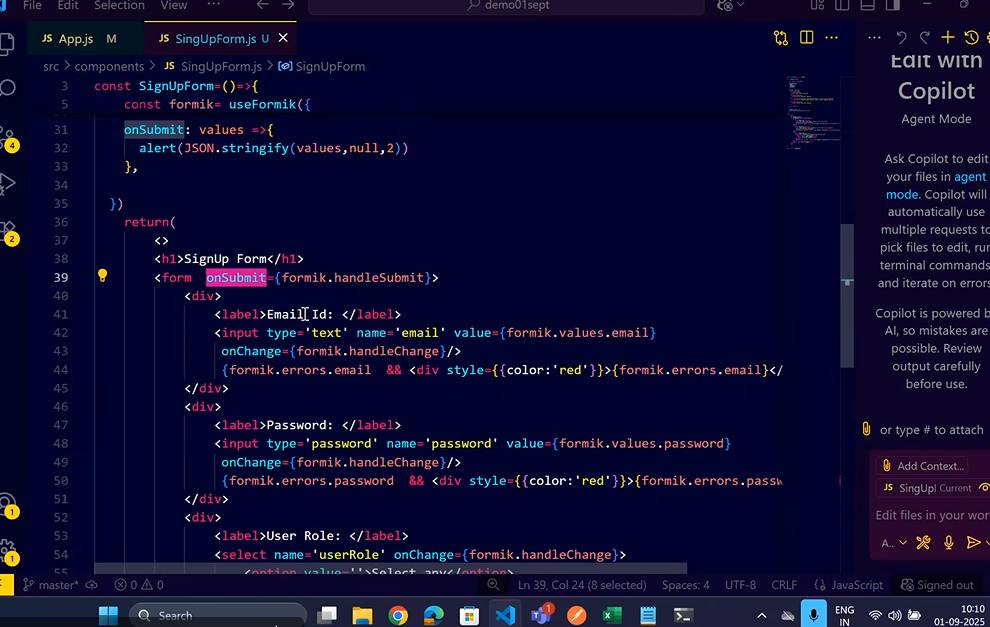 File Edit Selection View ··· demo01sept
JS App.js M JS SingUpForm.js U
src > components > JS SingUpForm.js > SignUpForm
3 const SignUpForm=()=>{
5 const formik= useFormik({
31 onSubmit: values =>{
32 alert(JSON.stringify(values,null,2))
33 },
34
35 })
36 return(
37 <>
38 <h1>SignUp Form</h1>
39 <form onSubmit={formik.handleSubmit}>
40 <div>
41 <label>Email Id: </label>
42 <input type='text' name='email' value={formik.values.email}
43 onChange={formik.handleChange}/>
44 {formik.errors.email && <div style={{color:'red'}}>{formik.errors.email}</
45 </div>
46 <div>
47 <label>Password: </label>
48 <input type='password' name='password' value={formik.values.password}
49 onChange={formik.handleChange}/>
50 {formik.errors.password && <div style={{color:'red'}}>{formik.errors.passw
51 </div>
52 <div>
53 <label>User Role: </label>
54 <select name='userRole' onChange={formik.handleChange}>
55 <option value=''>Select any</option>
4
2
1
1
Edit with
Copilot
Agent Mode
Ask Copilot to edit
your files in agent
mode. Copilot will
automatically use
multiple requests to
pick files to edit, run
terminal commands
and iterate on errors
Copilot is powered b
AI, so mistakes are
possible. Review
output carefully
before use.
or type # to attach
Add Context...
JS SingUpl Current
Edit files in your wor
A...
master* 0 0 Ln 39, Col 24 (8 selected) Spaces: 4 UTF-8 CRLF {} JavaScript Signed out
Search 1 ENG IN 10:10 01-09-2025